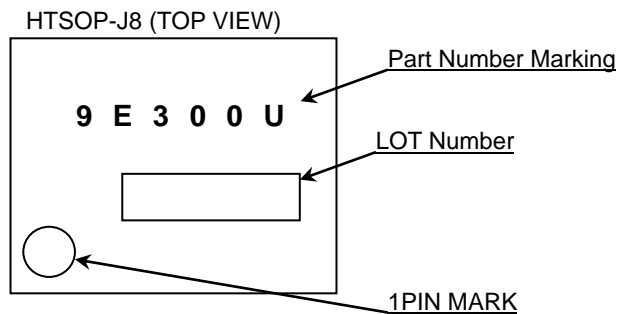 HTSOP-J8 (TOP VIEW)
Part Number Marking
9 E 3 0 0 U
LOT Number
1PIN MARK